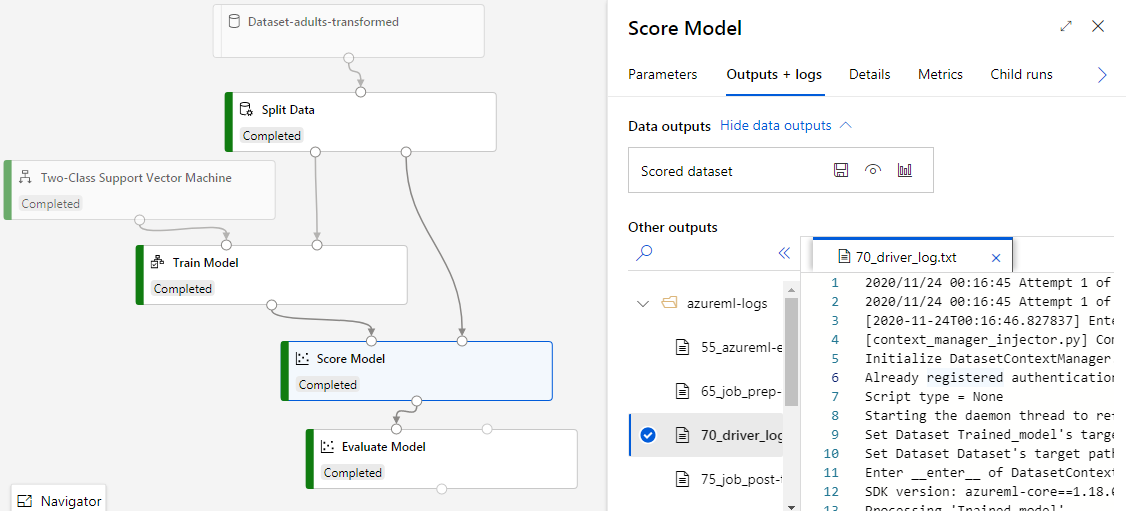 Dataset-adults-transformed
Split Data
Completed
Two-Class Support Vector Machine
Completed
Train Model
Completed
Score Model
Completed
Evaluate Model
Completed
Navigator
Score Model
Parameters Outputs + logs Details Metrics Child runs
Data outputs Hide data outputs
Scored dataset
Other outputs
azureml-logs
55_azureml-e
65_job_prep-
70_driver_log
75_job_post-
70_driver_log.txt
1 2020/11/24 00:16:45 Attempt 1 of
2 2020/11/24 00:16:45 Attempt 1 of
3 [2020-11-24T00:16:46.827837] Ente
4 [context_manager_injector.py] Com
5 Initialize DatasetContextManager
6 Already registered authentication
7 Script type = None
8 Starting the daemon thread to re
9 Set Dataset Trained_model's targe
10 Set Dataset Dataset's target pat
11 Enter __enter__ of DatasetContext
12 SDK version: azureml-core==1.18.0
13 Processing 'Trained_model'